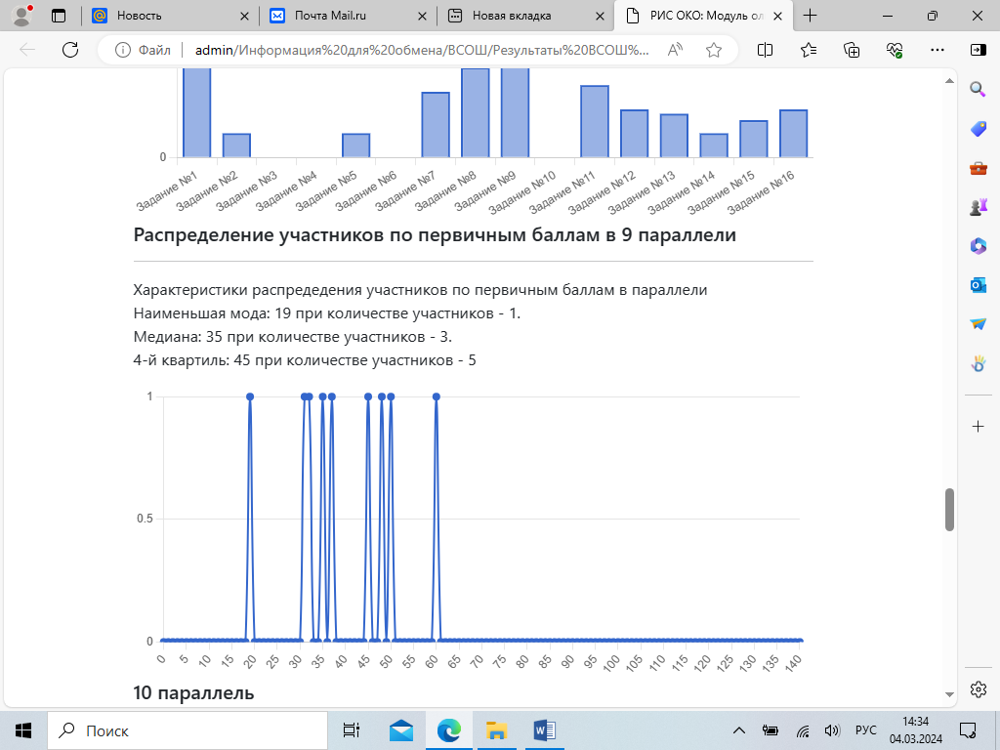 Новость
Почта Mail.ru
Новая вкладка
РИС ОКО: Модуль ол
Файл
admin/Информация%20для%20обмена/ВСОШ/Результаты%20ВСОШ%...
0
Задание №1 Задание №2 Задание №3 Задание №4 Задание №5 Задание №6 Задание №7 Задание №8 Задание №9 Задание №10 Задание №11 Задание №12 Задание №13 Задание №14 Задание №15 Задание №16
Распределение участников по первичным баллам в 9 параллели
Характеристики распредедения участников по первичным баллам в параллели
Наименьшая мода: 19 при количестве участников - 1.
Медиана: 35 при количестве участников - 3.
4-й квартиль: 45 при количестве участников - 5
1
0.5
0
0 5 10 15 20 25 30 35 40 45 50 55 60 65 70 75 80 85 90 95 100 105 110 115 120 125 130 135 140
10 параллель
Поиск
РУС
14:34
04.03.2024